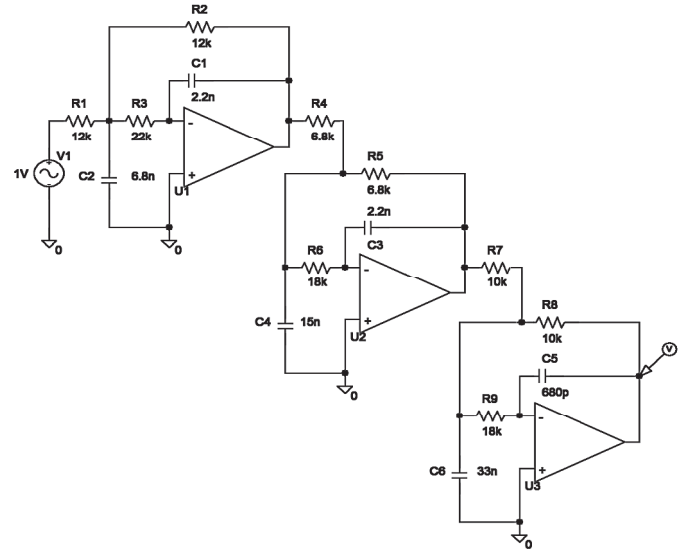 R2
12k
C1
2.2n
R1
12k
R3
22k
R4
6.8k
V1
1V
C2
6.8n
-
+
U1
0
0
R5
6.8k
2.2n
C3
R6
18k
R7
10k
C4
15n
-
+
U2
0
R8
10k
V
C5
680p
R9
18k
C6
33n
-
+
U3
0